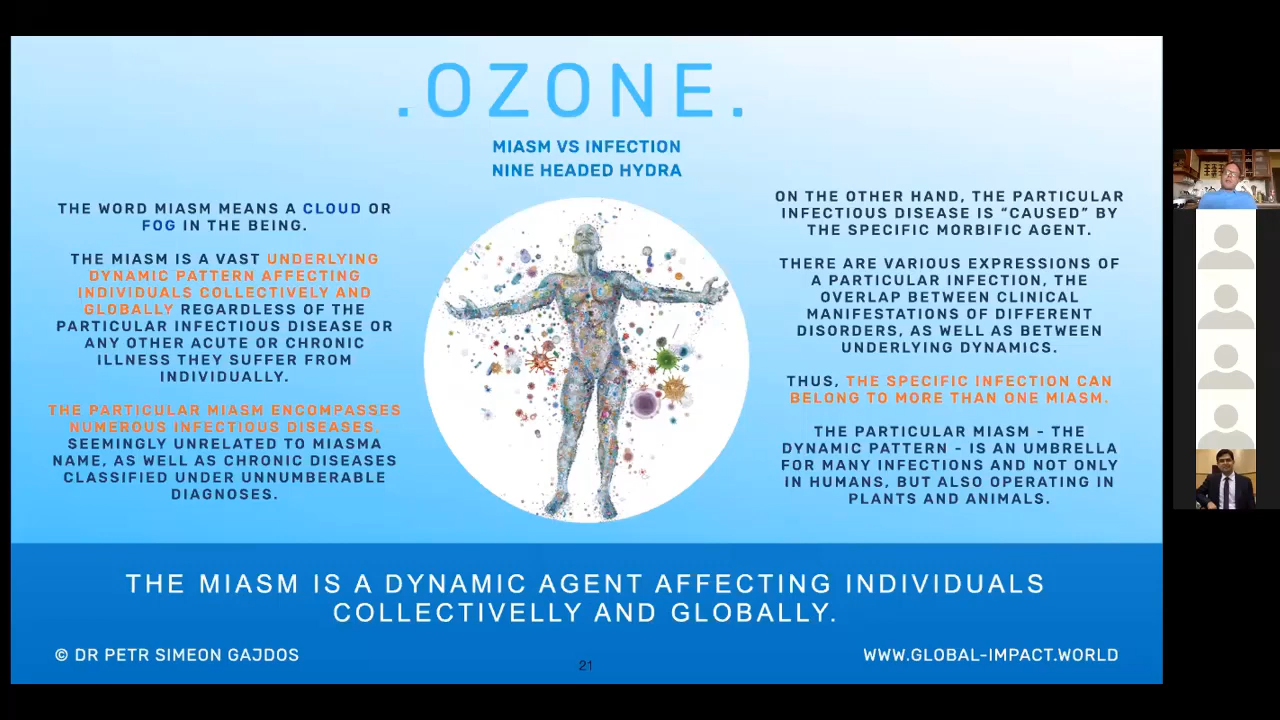 .OZONE.
MIASM VS INFECTION
NINE HEADED HYDRA
THE WORD MIASM MEANS A CLOUD OR
FOG IN THE BEING.
THE MIASM IS A VAST UNDERLYING
DYNAMIC PATTERN AFFECTING
INDIVIDUALS COLLECTIVELY AND
GLOBALLY REGARDLESS OF THE
PARTICULAR INFECTIOUS DISEASE OR
ANY OTHER ACUTE OR CHRONIC
ILLNESS THEY SUFFER FROM
INDIVIDUALLY.
THE PARTICULAR MIASM ENCOMPASSES
NUMEROUS INFECTIOUS DISEASES,
SEEMINGLY UNRELATED TO MIASMA
NAME, AS WELL AS CHRONIC DISEASES
CLASSIFIED UNDER UNNUMBERABLE
DIAGNOSES.
ON THE OTHER HAND, THE PARTICULAR
INFECTIOUS DISEASE IS “CAUSED” BY
THE SPECIFIC MORBIFIC AGENT.
THERE ARE VARIOUS EXPRESSIONS OF
A PARTICULAR INFECTION, THE
OVERLAP BETWEEN CLINICAL
MANIFESTATIONS OF DIFFERENT
DISORDERS, AS WELL AS BETWEEN
UNDERLYING DYNAMICS.
THUS, THE SPECIFIC INFECTION CAN
BELONG TO MORE THAN ONE MIASM.
THE PARTICULAR MIASM - THE
DYNAMIC PATTERN - IS AN UMBRELLA
FOR MANY INFECTIONS AND NOT ONLY
IN HUMANS, BUT ALSO OPERATING IN
PLANTS AND ANIMALS.
THE MIASM IS A DYNAMIC AGENT AFFECTING INDIVIDUALS
COLLECTIVELLY AND GLOBALLY.
© DR PETR SIMEON GAJDOS
21
WWW.GLOBAL-IMPACT.WORLD